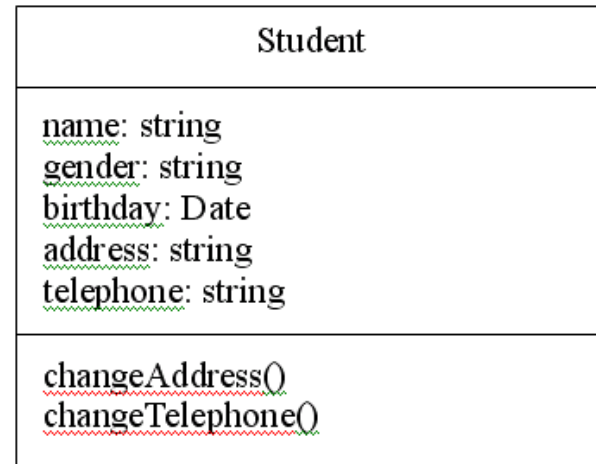 Student
name: string
gender: string
birthday: Date
address: string
telephone: string
changeAddress()
changeTelephone()